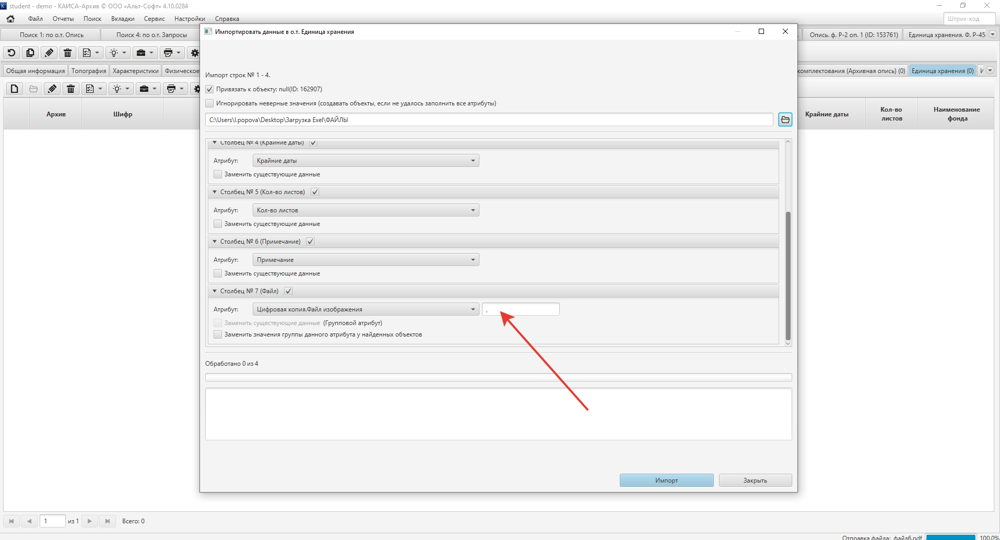 student - demo - КАИСА-Архив © ООО «Альт-Софт» 4.10.0284
Файл Отчеты Поиск Вкладки Сервис Настройки Справка
Штрих-код
Поиск 1: по о.т. Опись
Поиск 4: по о.т. Запросы
Опись. ф. Р-2 оп. 1 (ID: 153761)
Единица хранения. Ф. Р-45
Общая информация
Топография
Характеристики
Физическое
комплектования (Архивная опись) (0)
Единица хранения (0)
Архив
Шифр
Крайние даты
Кол-во листов
Наименование фонда
Импортировать данные в о.т. Единица хранения
Импорт строк № 1 - 4.
Привязать к объекту: null(ID: 162907)
Игнорировать неверные значения (создавать объекты, если не удалось заполнить все атрибуты)
C:\Users\l.popova\Desktop\Загрузка Exel\ФАЙЛЫ
Столбец № 4 (Крайние даты)
Атрибут: Крайние даты
Заменить существующие данные
Столбец № 5 (Кол-во листов)
Атрибут: Кол-во листов
Заменить существующие данные
Столбец № 6 (Примечание)
Атрибут: Примечание
Заменить существующие данные
Столбец № 7 (Файл)
Атрибут: Цифровая копия.Файл изображения ,
Заменить существующие данные (Групповой атрибут)
Заменить значения группы данного атрибута у найденных объектов
Обработано 0 из 4
Импорт
Закрыть
1 из 1 Всего: 0
Отправка файла: файл6.pdf 100.0%